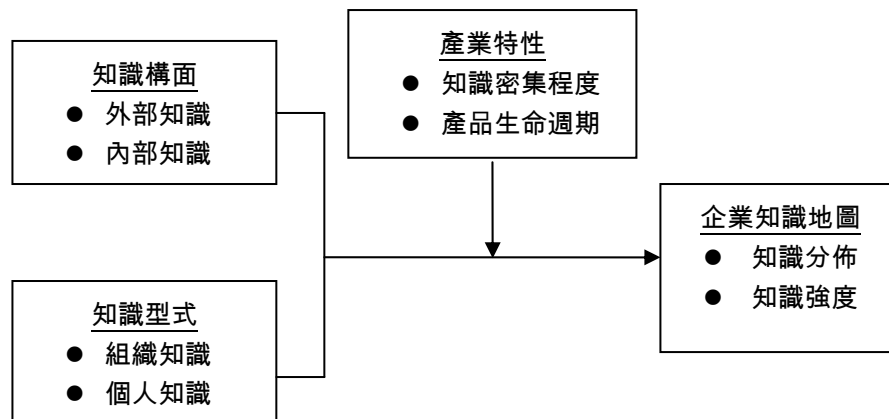 知識構面
● 外部知識
● 內部知識
產業特性
● 知識密集程度
● 產品生命週期
知識型式
● 組織知識
● 個人知識
企業知識地圖
● 知識分佈
● 知識強度